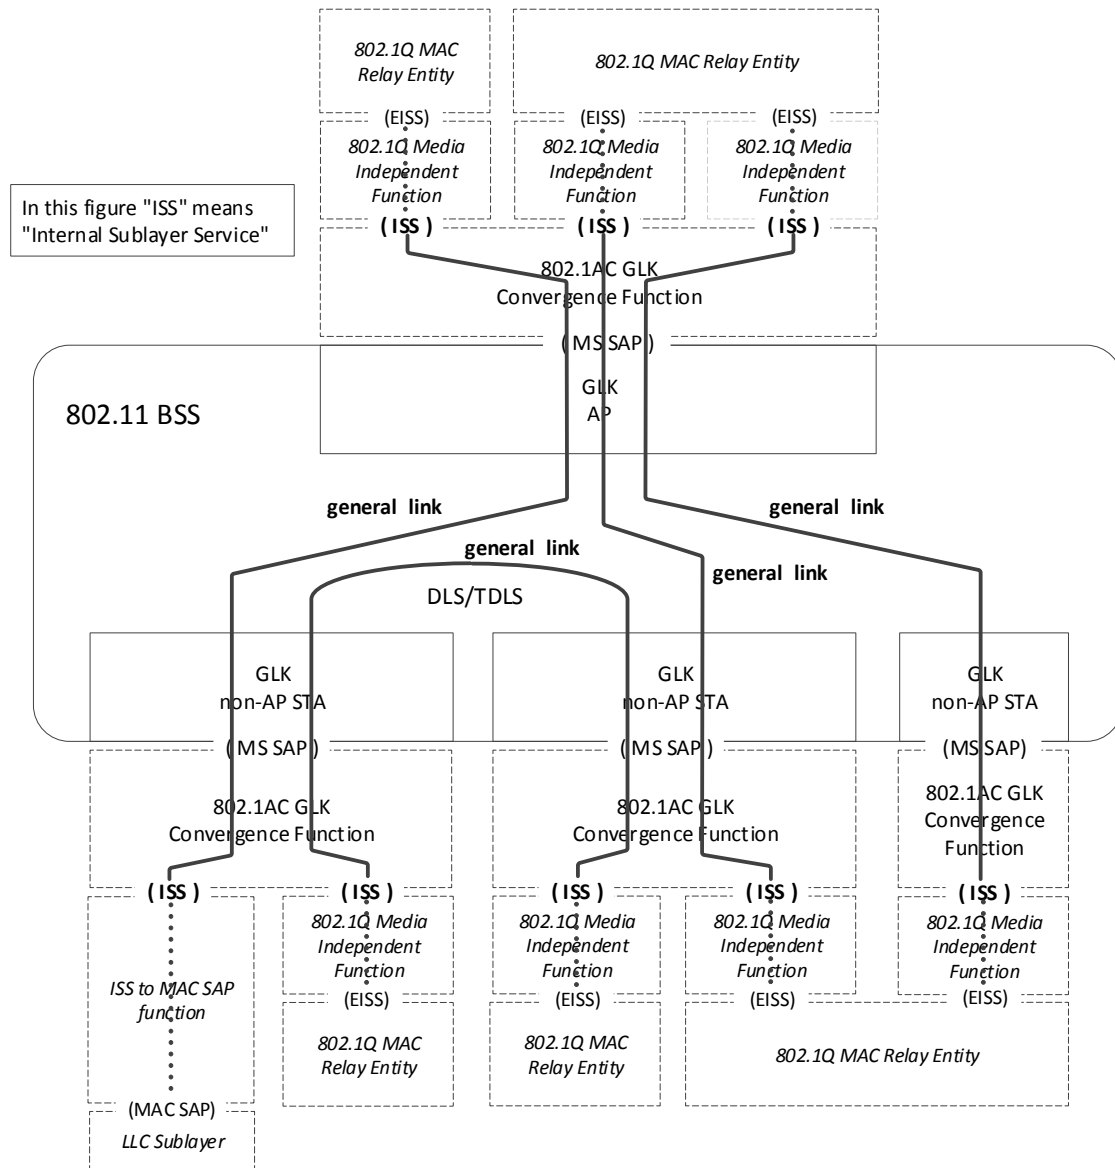 802.1Q MAC
Relay Entity
802.1Q MAC Relay Entity
(EISS)
(EISS)
(EISS)
802.1Q Media
Independent
Function
802.1Q Media
Independent
Function
802.1Q Media
Independent
Function
In this figure "ISS" means
"Internal Sublayer Service"
(ISS)
(ISS)
(ISS)
802.1AC GLK
Convergence Function
(MS SAP)
GLK
AP
802.11 BSS
general link
general link
general link
general link
DLS/TDLS
GLK
non-AP STA
GLK
non-AP STA
GLK
non-AP STA
(MS SAP)
(MS SAP)
(MS SAP)
802.1AC GLK
Convergence Function
802.1AC GLK
Convergence Function
802.1AC GLK
Convergence
Function
(ISS)
(ISS)
(ISS)
(ISS)
(ISS)
ISS to MAC SAP
function
802.1Q Media
Independent
Function
802.1Q Media
Independent
Function
802.1Q Media
Independent
Function
802.1Q Media
Independent
Function
(EISS)
(EISS)
(EISS)
(EISS)
802.1Q MAC
Relay Entity
802.1Q MAC
Relay Entity
802.1Q MAC Relay Entity
(MAC SAP)
LLC Sublayer